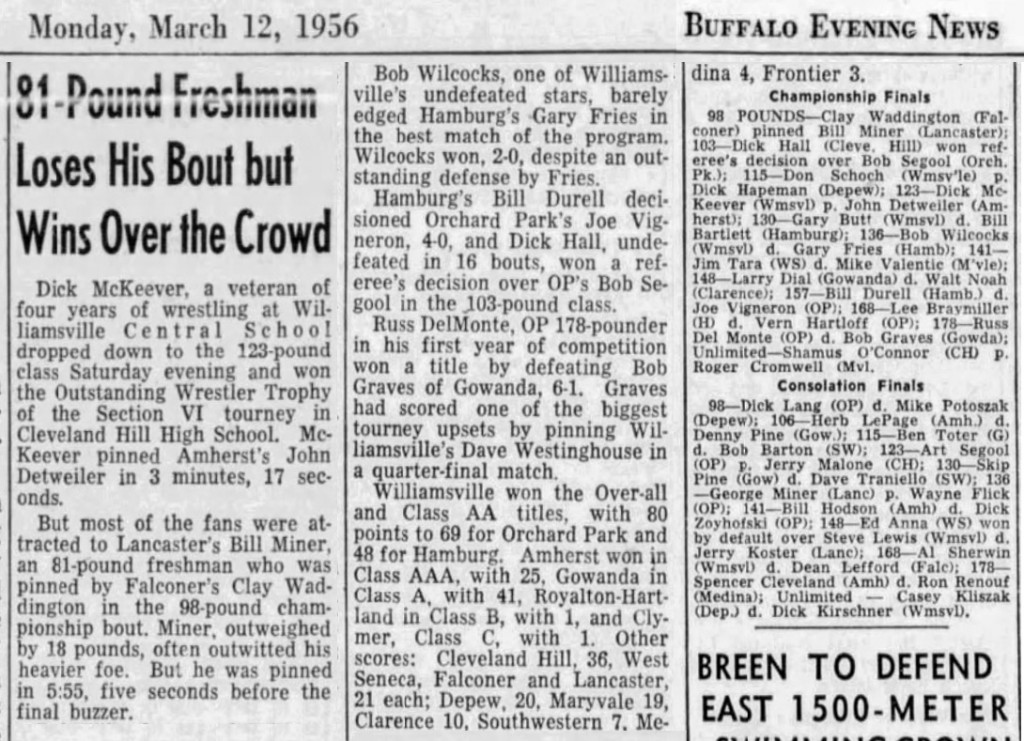 Monday, March 12, 1956
BUFFALO EVENING NEWS
81-Pound Freshman
Loses His Bout but
Wins Over the Crowd
Dick McKeever, a veteran of
four years of wrestling at Wil-
liamsville Central School
dropped down to the 123-pound
class Saturday evening and won
the Outstanding Wrestler Trophy
of the Section VI tourney in
Cleveland Hill High School. Mc-
Keever pinned Amherst's John
Detweiler in 3 minutes, 17 sec-
onds.
But most of the fans were at-
tracted to Lancaster's Bill Miner,
an 81-pound freshman who was
pinned by Falconer's Clay Wad-
dington in the 98-pound cham-
pionship bout. Miner, outweighed
by 18 pounds, often outwitted his
heavier foe. But he was pinned
in 5:55, five seconds before the
final buzzer.
Bob Wilcocks, one of Williams-
ville's undefeated stars, barely
edged Hamburg's Gary Fries in
the best match of the program.
Wilcocks won, 2-0, despite an out-
standing defense by Fries.
Hamburg's Bill Durell deci-
sioned Orchard Park's Joe Vig-
neron, 4-0, and Dick Hall, unde-
feated in 16 bouts, won a ref-
eree's decision over OP's Bob Se-
gool in the 103-pound class.
Russ DelMonte, OP 178-pounder
in his first year of competition
won a title by defeating Bob
Graves of Gowanda, 6-1. Graves
had scored one of the biggest
tourney upsets by pinning Wil-
liamsville's Dave Westinghouse in
a quarter-final match.
Williamsville won the Over-all
and Class AA titles, with 80
points to 69 for Orchard Park and
48 for Hamburg. Amherst won in
Class AAA, with 25, Gowanda in
Class A, with 41, Royalton-Hart-
land in Class B, with 1, and Cly-
mer, Class C, with 1. Other
scores: Cleveland Hill, 36, West
Seneca, Falconer and Lancaster,
21 each; Depew, 20, Maryvale 19,
Clarence 10, Southwestern 7, Me-
dina 4, Frontier 3.
Championship Finals
98 POUNDS—Clay Waddington (Fal-
coner) pinned Bill Miner (Lancaster);
103—Dick Hall (Cleve. Hill) won ref-
eree's decision over Bob Segool (Orch.
Pk.); 115—Don Schoch (Wmsv'le) p.
Dick Hapeman (Depew); 123—Dick Mc-
Keever (Wmsvl) p. John Detweiler (Am-
herst); 130—Gary Butt (Wmsvl) d. Bill
Bartlett (Hamburg); 136—Bob Wilcocks
(Wmsvl) d. Gary Fries (Hamb); 141—
Jim Tara (WS) d. Mike Valentic (M'vle);
148—Larry Dial (Gowanda) d. Walt Noah
(Clarence); 157—Bill Durell (Hamb.) d.
Joe Vigneron (OP); 168—Lee Braymiller
(H) d. Vern Hartloff (OP); 178—Russ
Del Monte (OP) d. Bob Graves (Gowda);
Unlimited—Shamus O'Connor (CH) p.
Roger Cromwell (Mvl.
Consolation Finals
98—Dick Lang (OP) d. Mike Potoszak
(Depew); 106—Herb LePage (Amh.) d.
Denny Pine (Gow.); 115—Ben Toter (G)
d. Bob Barton (SW); 123—Art Segool
(OP) p. Jerry Malone (CH); 130—Skip
Pine (Gow) d. Dave Traniello (SW); 136
—George Miner (Lanc) p. Wayne Flick
(OP); 141—Bill Hodson (Amh) d. Dick
Zoyhofski (OP); 148—Ed Anna (WS) won
by default over Steve Lewis (Wmsvl) d.
Jerry Koster (Lanc); 168—Al Sherwin
(Wmsvl) d. Dean Lefford (Falc); 178—
Spencer Cleveland (Amh) d. Ron Renouf
(Medina); Unlimited — Casey Kliszak
(Dep.) d. Dick Kirschner (Wmsvl).
BREEN TO DEFEND
EAST 1500-METER
SWIMMING CROWN